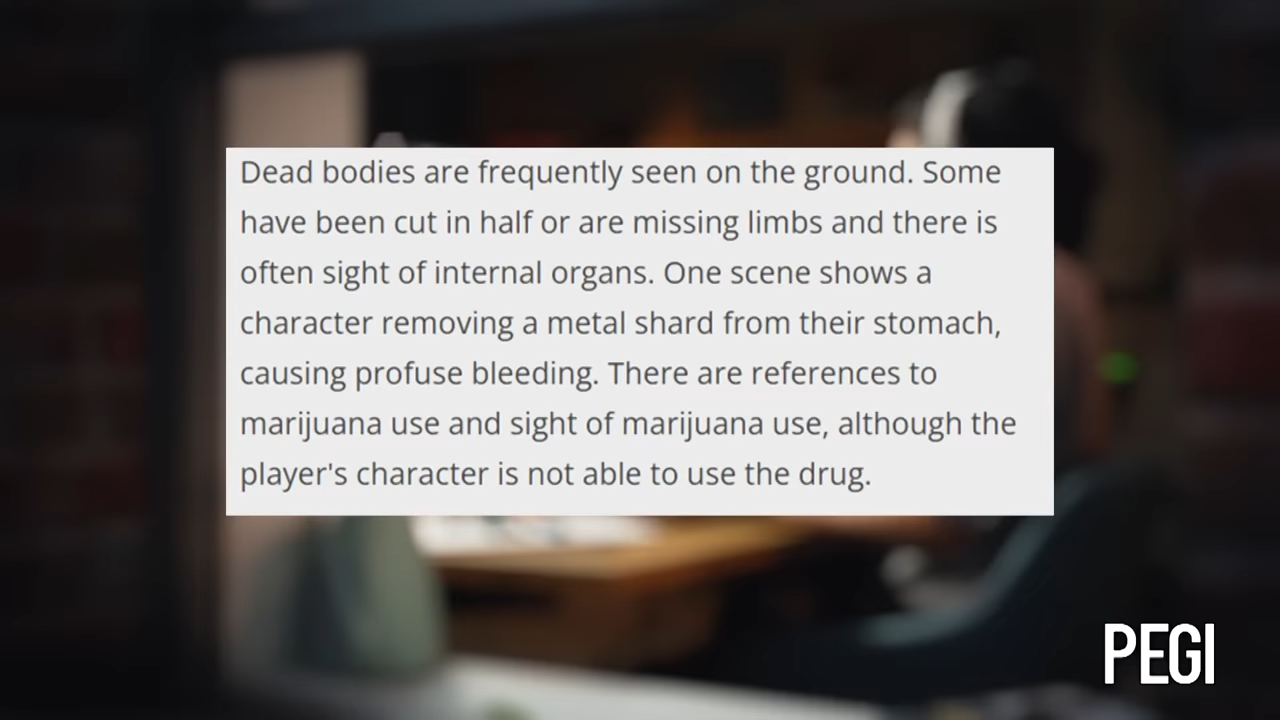 Dead bodies are frequently seen on the ground. Some
have been cut in half or are missing limbs and there is
often sight of internal organs. One scene shows a
character removing a metal shard from their stomach,
causing profuse bleeding. There are references to
marijuana use and sight of marijuana use, although the
player's character is not able to use the drug.
PEGI